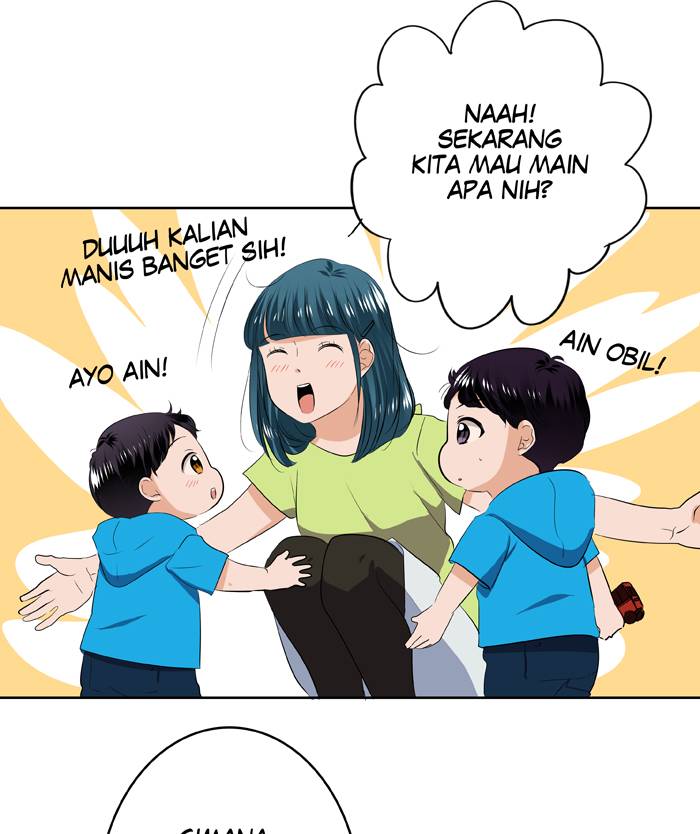 NAAH!
SEKARANG
KITA MAU MAIN
APA NIH?
DUUUH KALIAN
MANIS BANGET SIH!
AYO AIN!
AIN OBIL!